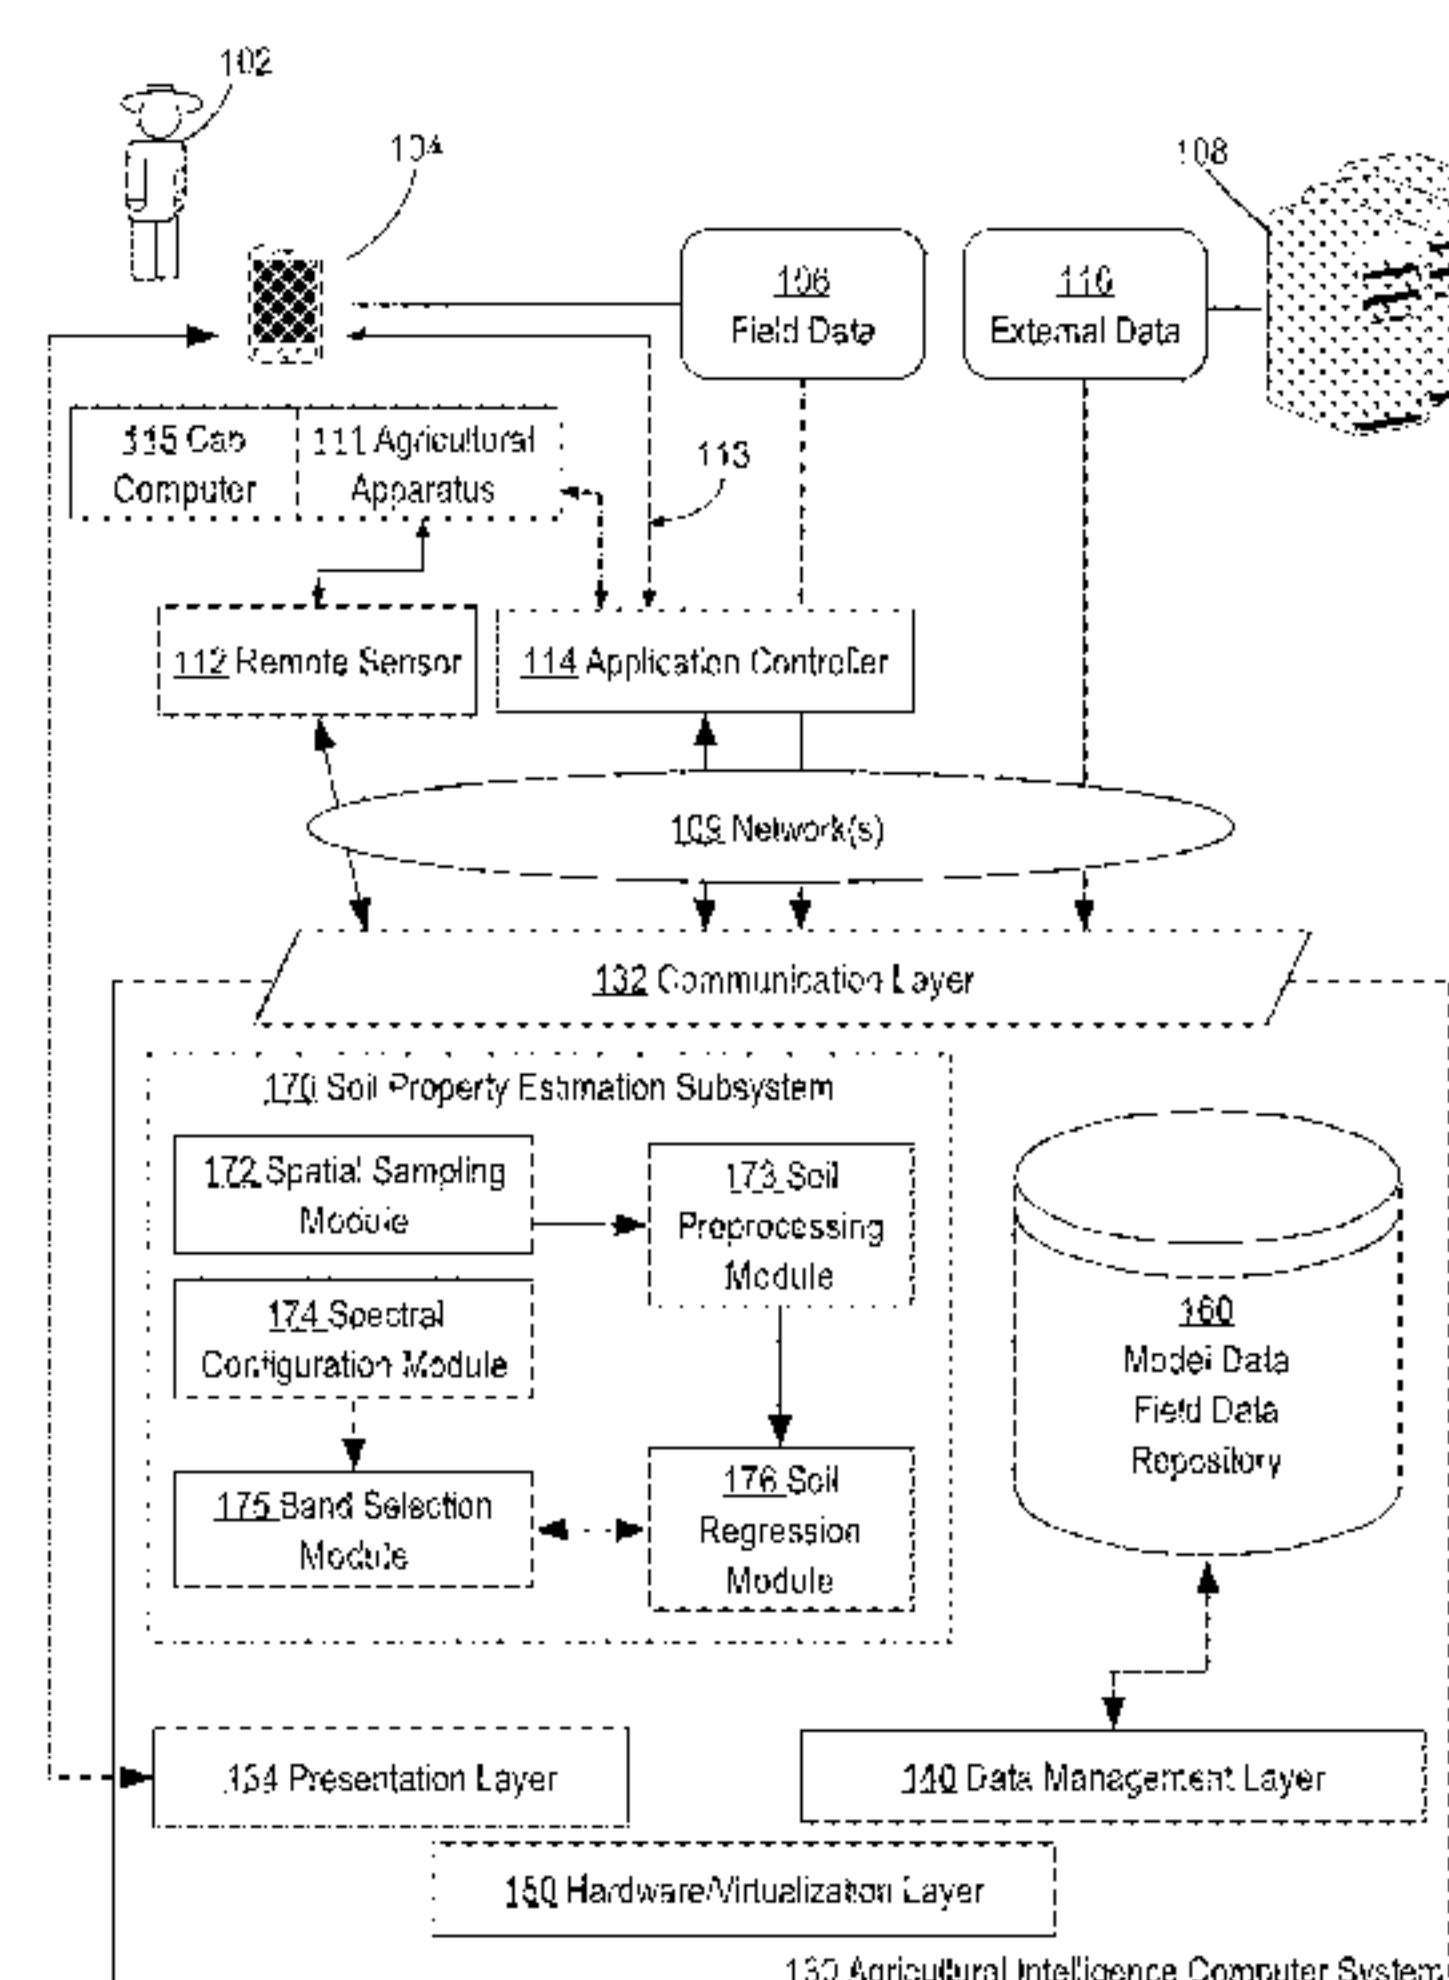 102
104
108
106
Field Data
110
External Data
115 Cab
Computer
111 Agricultural
Apparatus
113
112 Remote Sensor
114 Application Controller
109 Network(s)
132 Communication Layer
170 Soil Property Estimation Subsystem
172 Spatial Sampling
Module
173 Soil
Preprocessing
Module
174 Spectral
Configuration Module
175 Band Selection
Module
176 Soil
Regression
Module
160
Model Data
Field Data
Repository
134 Presentation Layer
140 Data Management Layer
150 Hardware/Virtualization Layer
130 Agricultural Intelligence Computer System